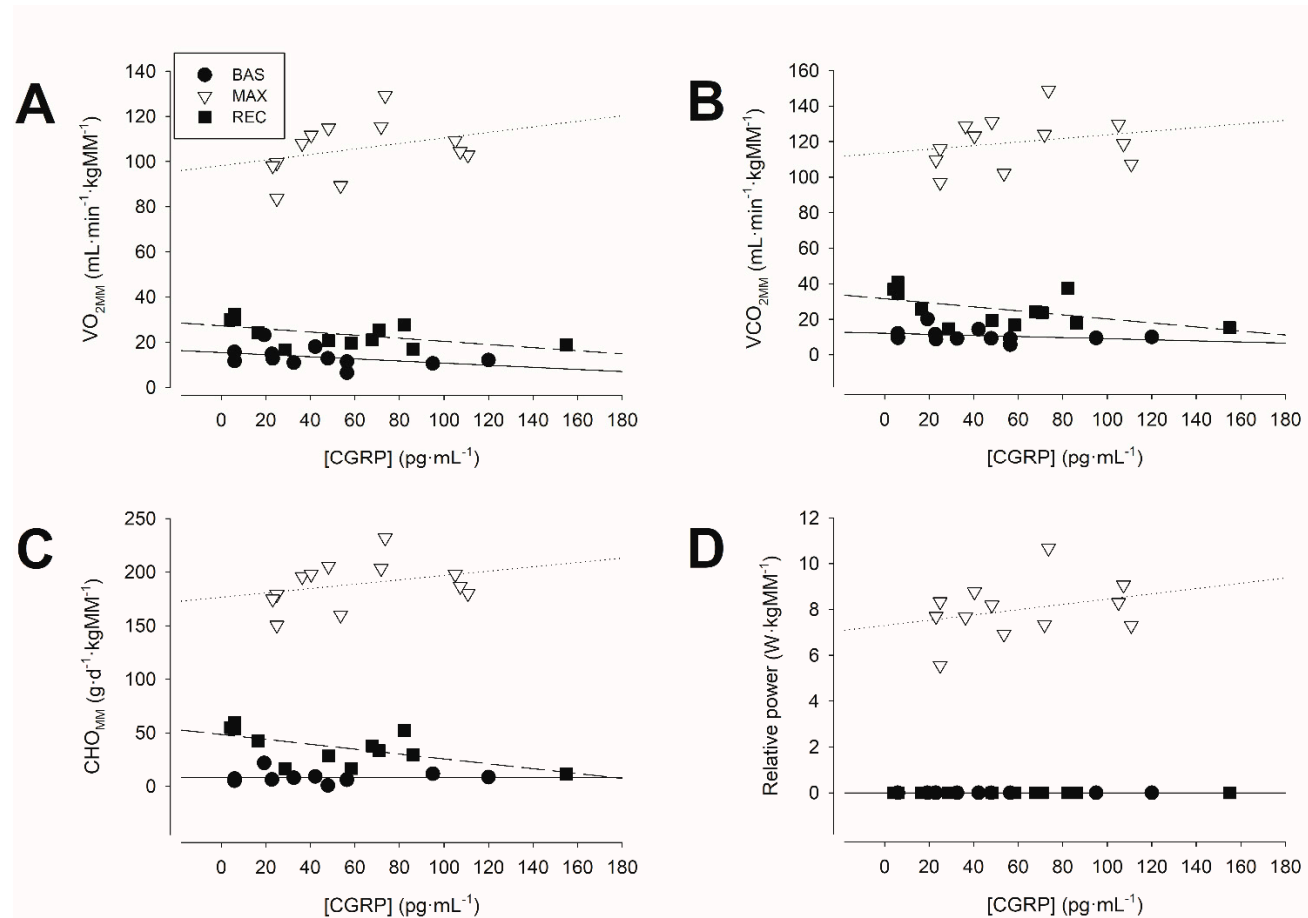 A
BAS
MAX
REC
140
120
100
80
60
40
20
0
VO2MM (mL·min-1·kgMM-1)
0 20 40 60 80 100 120 140 160 180
[CGRP] (pg·mL-1)
B
160
140
120
100
80
60
40
20
0
VCO2MM (mL·min-1·kgMM-1)
0 20 40 60 80 100 120 140 160 180
[CGRP] (pg·mL-1)
C
250
200
150
100
50
0
CHOMM (g·d-1·kgMM-1)
0 20 40 60 80 100 120 140 160 180
[CGRP] (pg·mL-1)
D
12
10
8
6
4
2
0
Relative power (W·kgMM-1)
0 20 40 60 80 100 120 140 160 180
[CGRP] (pg·mL-1)